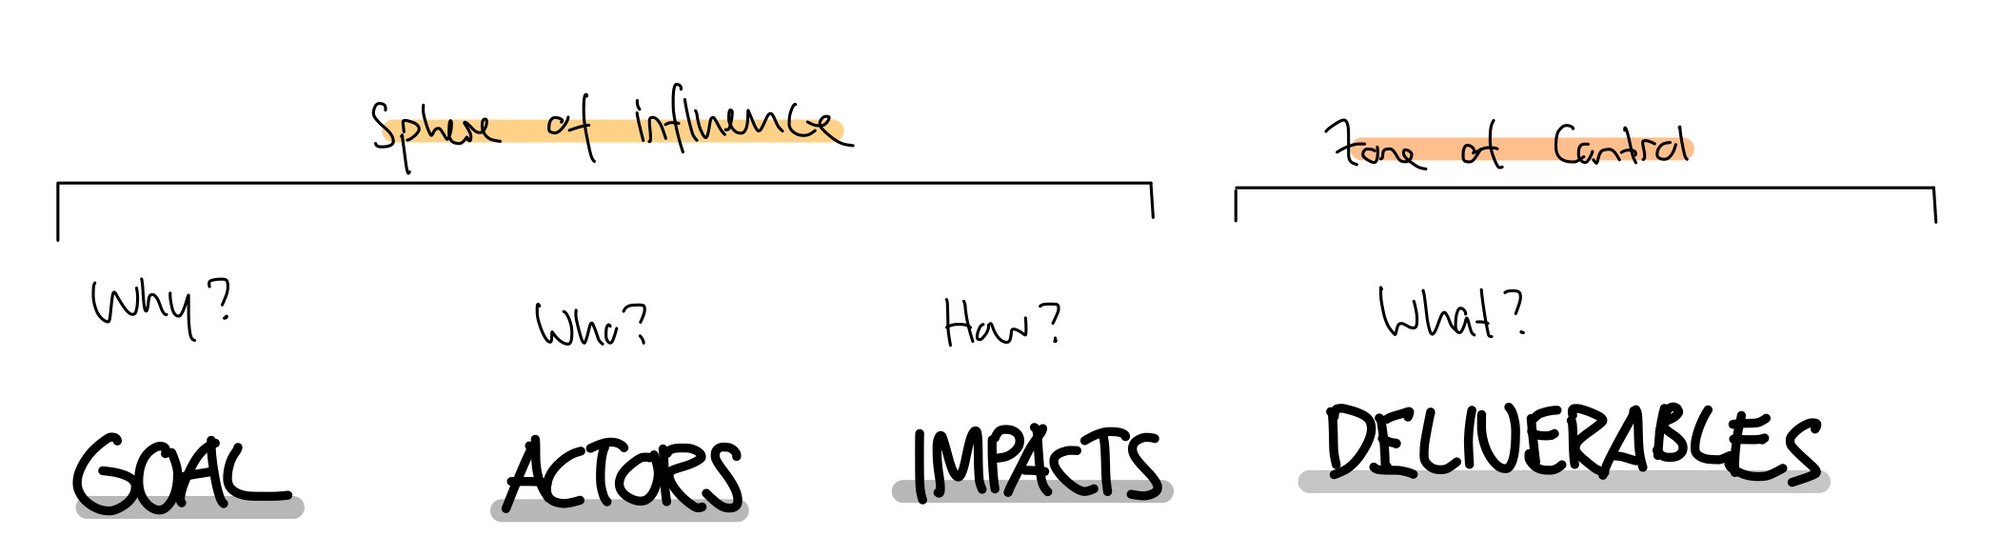 Sphere of influence
Zone of Control
Why?
Who?
How?
What?
GOAL
ACTORS
IMPACTS
DELIVERABLES